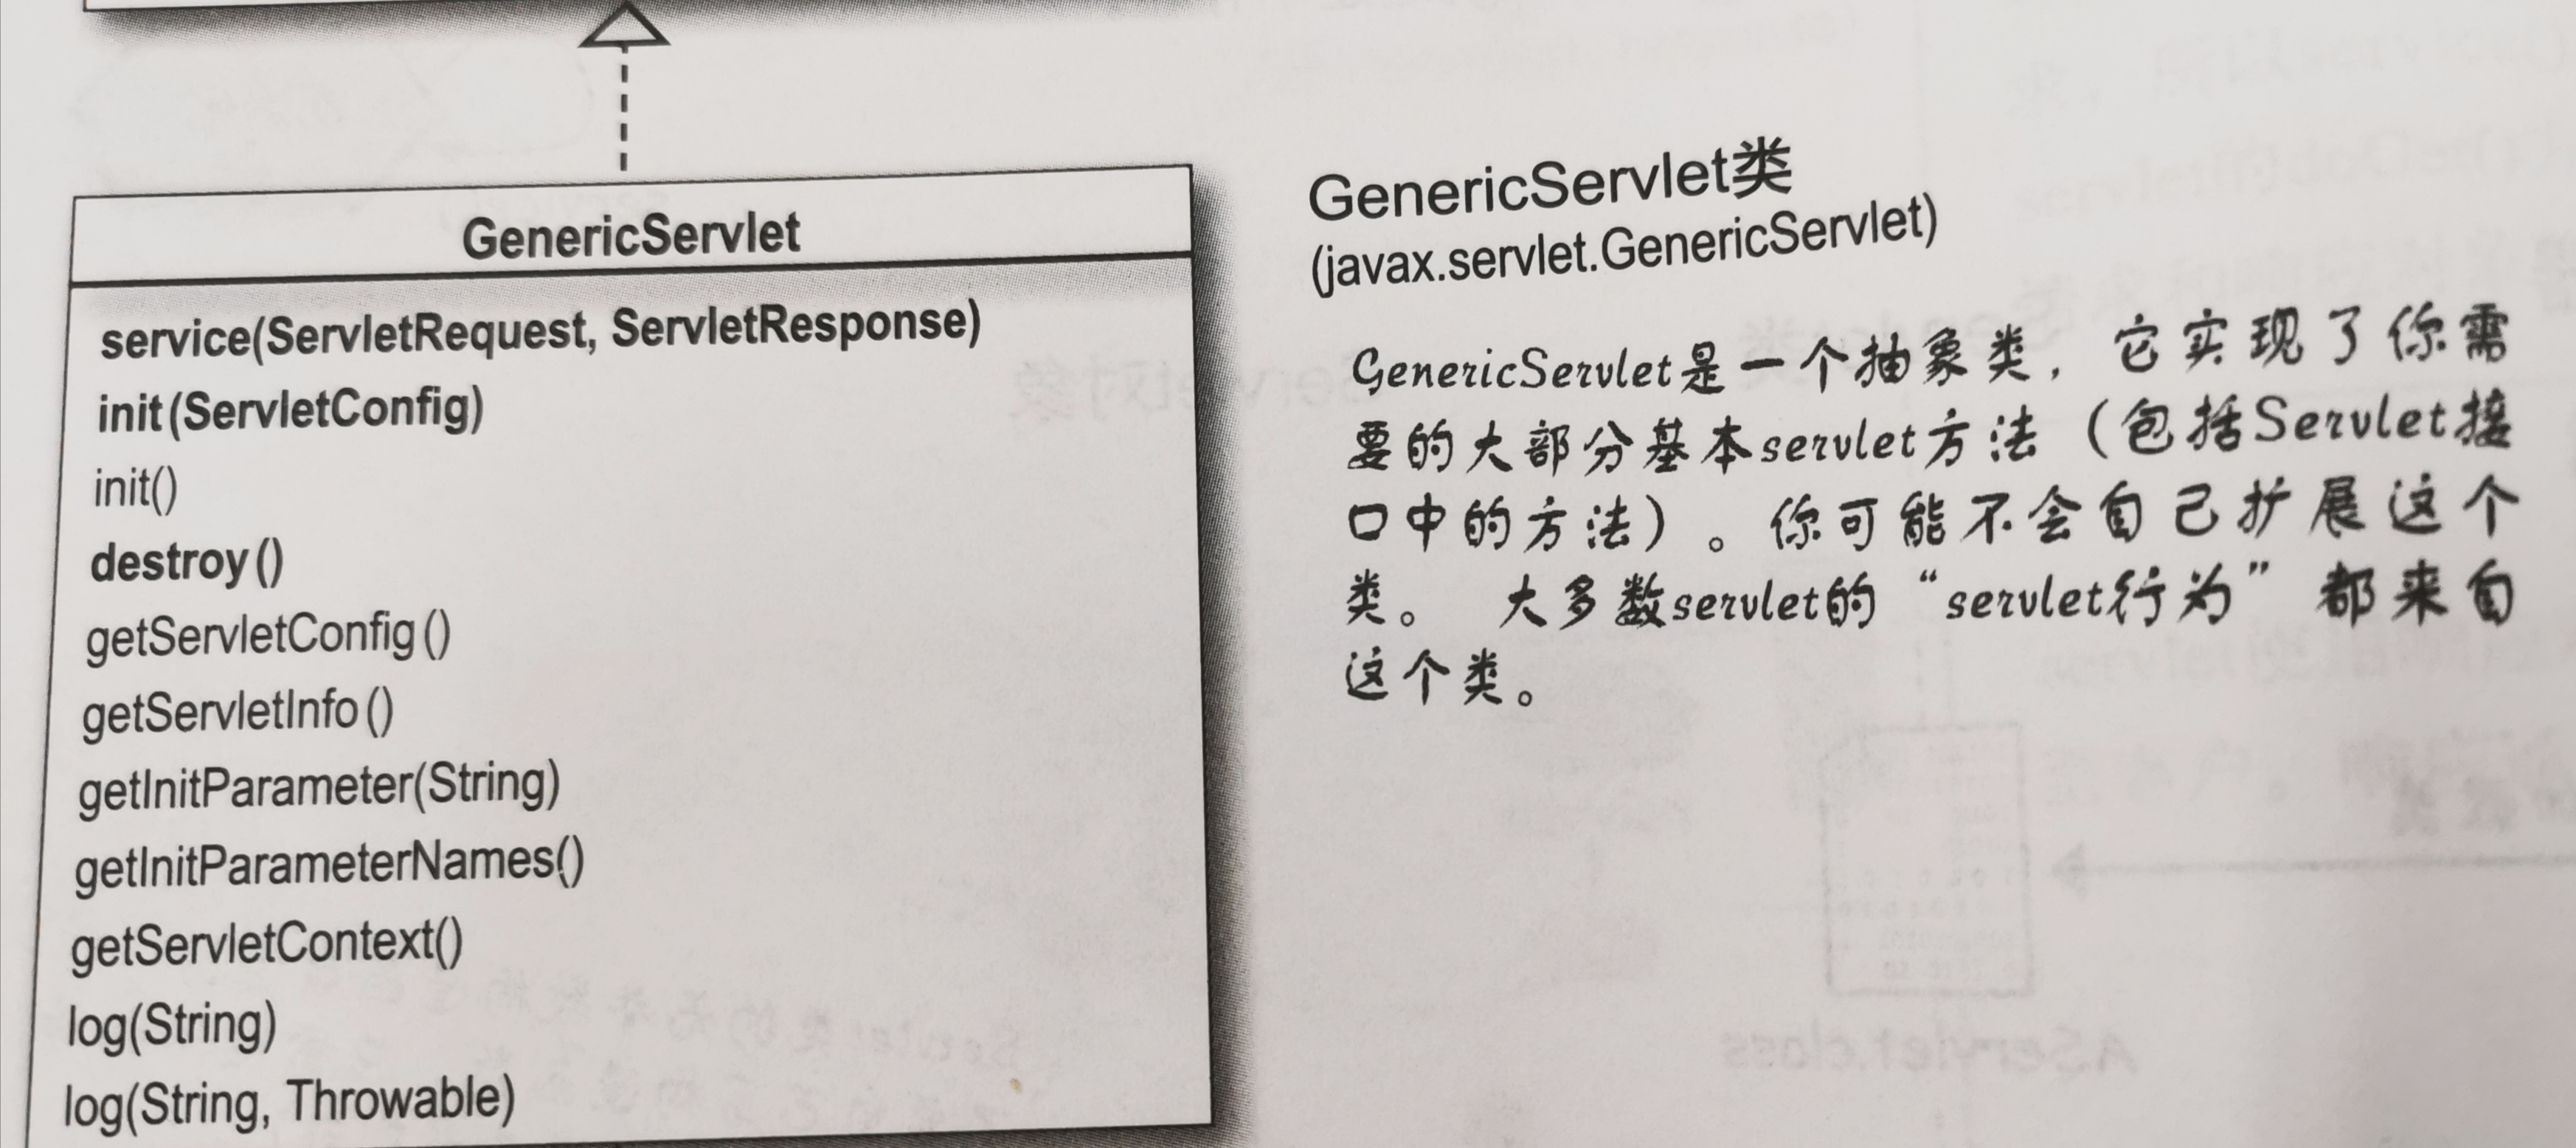 GenericServlet
service(ServletRequest, ServletResponse)
init(ServletConfig)
init()
destroy()
getServletConfig()
getServletInfo()
getInitParameter(String)
getInitParameterNames()
getServletContext()
log(String)
log(String, Throwable)
GenericServlet类
(javax.servlet.GenericServlet)
GenericServlet是一个抽象类，它实现了你需
要的大部分基本servlet方法（包括Servlet接
口中的方法）。你可能不会自己扩展这个
类。 大多数servlet的“servlet行为”都来自
这个类。